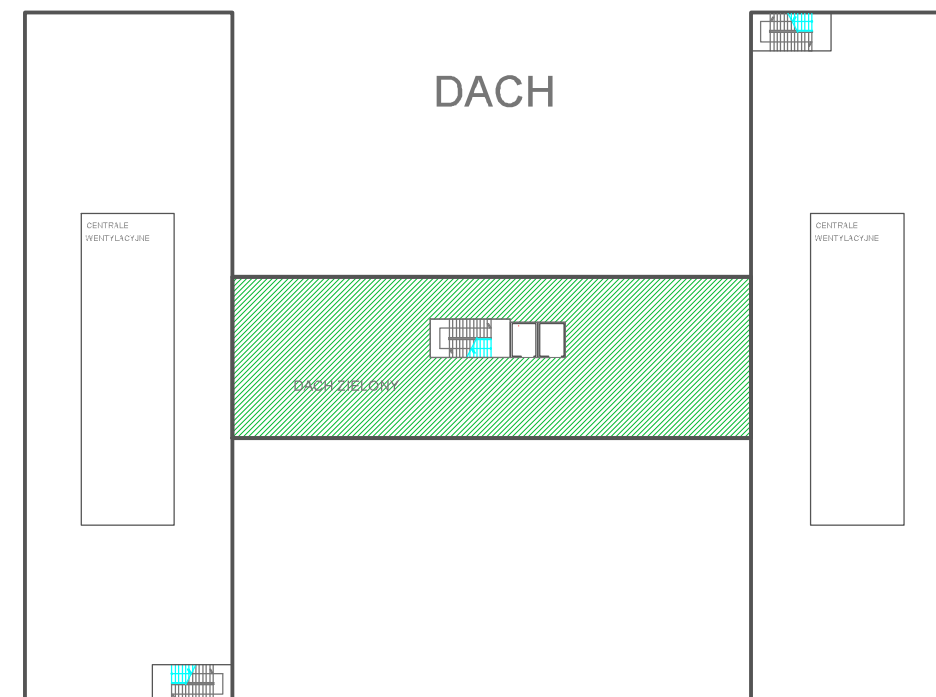 DACH
CENTRALE
WENTYLACYJNE
CENTRALE
WENTYLACYJNE
DACH ZIELONY